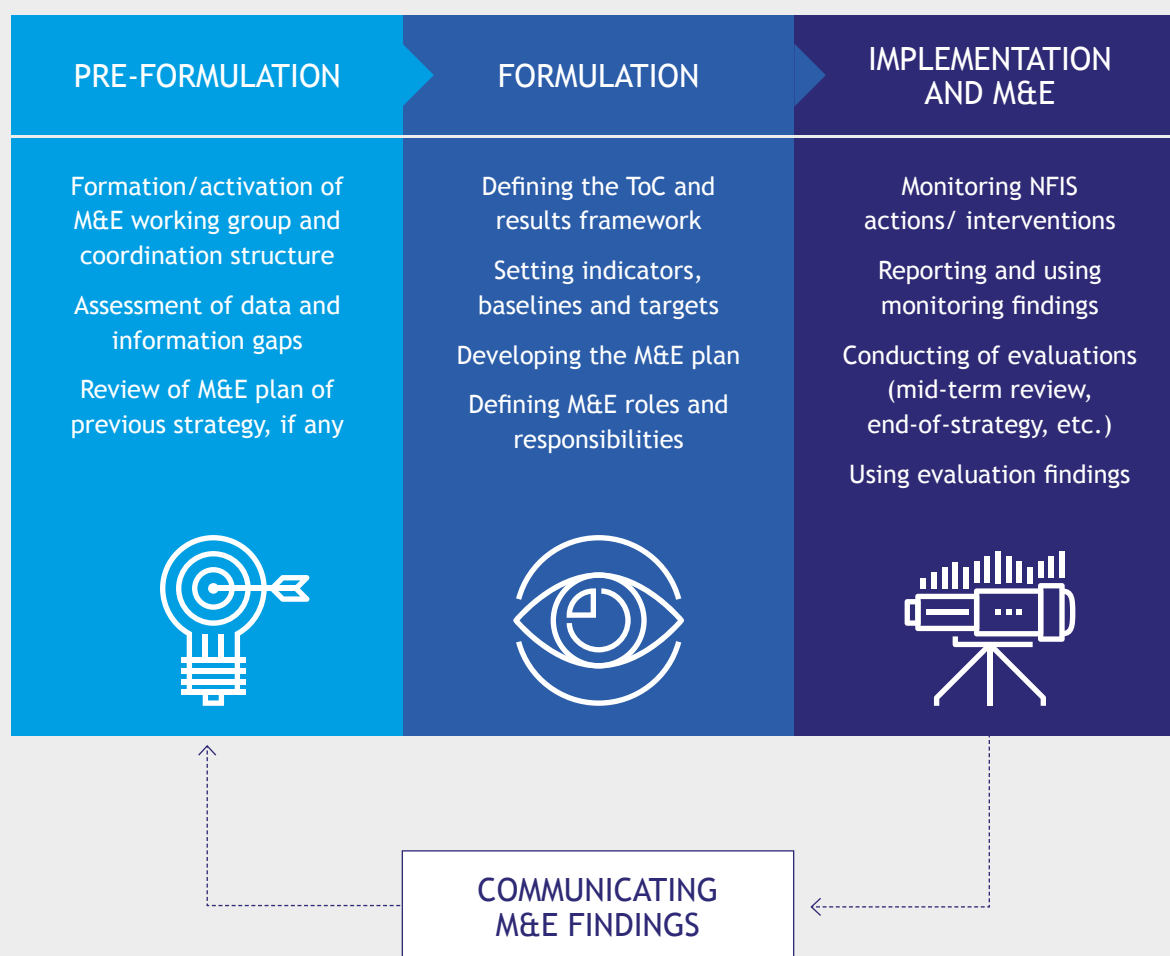 PRE-FORMULATION
Formation/activation of
M&E working group and
coordination structure
Assessment of data and
information gaps
Review of M&E plan of
previous strategy, if any
FORMULATION
Defining the ToC and
results framework
Setting indicators,
baselines and targets
Developing the M&E plan
Defining M&E roles and
responsibilities
IMPLEMENTATION
AND M&E
Monitoring NFIS
actions/ interventions
Reporting and using
monitoring findings
Conducting of evaluations
(mid-term review,
end-of-strategy, etc.)
Using evaluation findings
COMMUNICATING
M&E FINDINGS